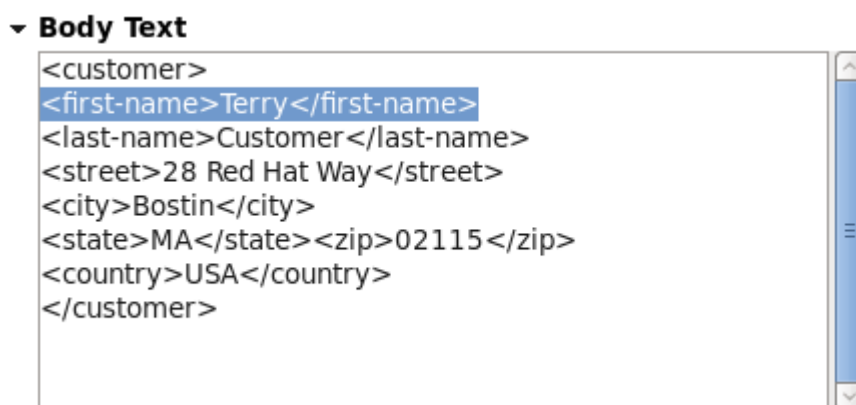 Body Text
<customer>
<first-name>Terry</first-name>
<last-name>Customer</last-name>
<street>28 Red Hat Way</street>
<city>Bostin</city>
<state>MA</state><zip>02115</zip>
<country>USA</country>
</customer>